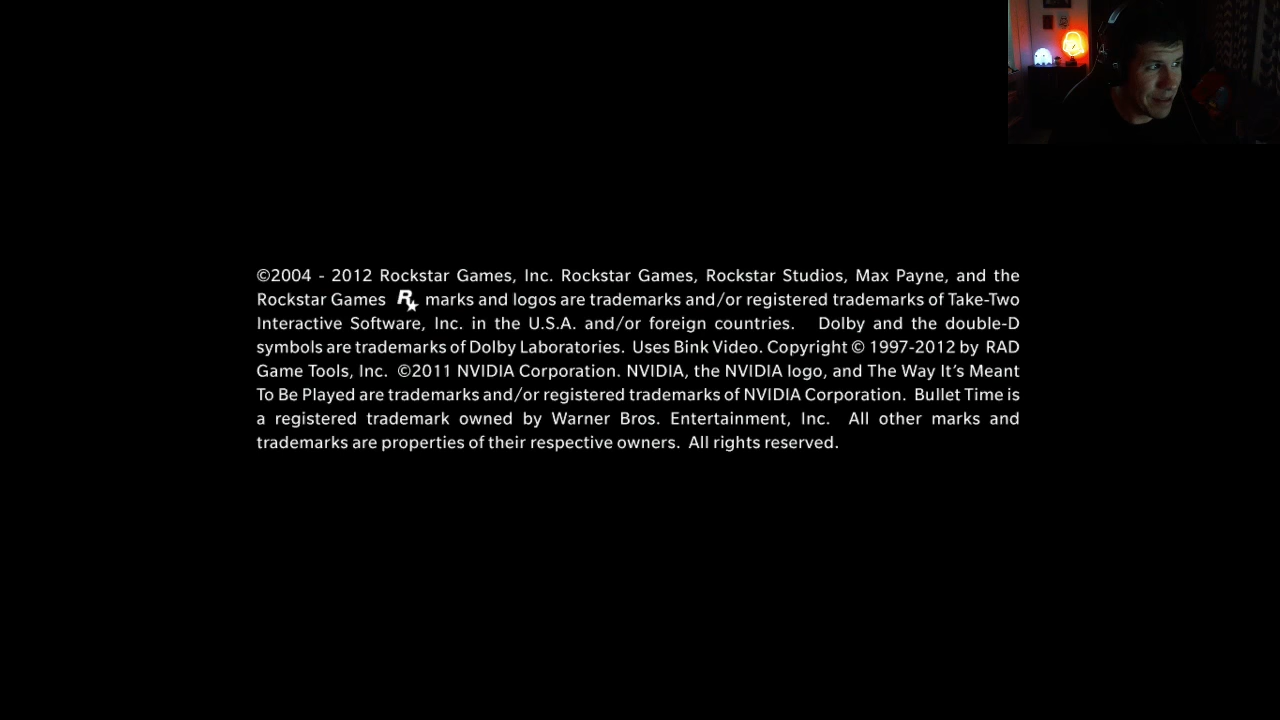 ©2004 - 2012 Rockstar Games, Inc. Rockstar Games, Rockstar Studios, Max Payne, and the
Rockstar Games R marks and logos are trademarks and/or registered trademarks of Take-Two
Interactive Software, Inc. in the U.S.A. and/or foreign countries. Dolby and the double-D
symbols are trademarks of Dolby Laboratories. Uses Bink Video. Copyright © 1997-2012 by RAD
Game Tools, Inc. ©2011 NVIDIA Corporation. NVIDIA, the NVIDIA logo, and The Way It's Meant
To Be Played are trademarks and/or registered trademarks of NVIDIA Corporation. Bullet Time is
a registered trademark owned by Warner Bros. Entertainment, Inc. All other marks and
trademarks are properties of their respective owners. All rights reserved.